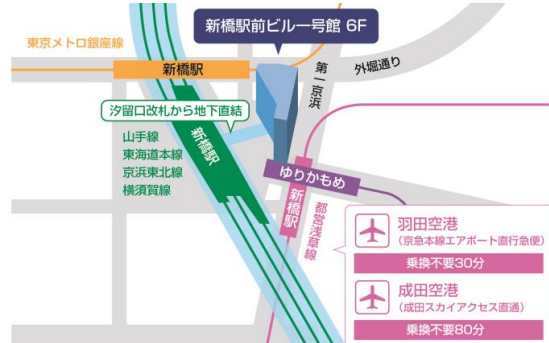 新橋駅前ビル一号館 6F
東京メトロ銀座線
新橋駅
第一京浜
外堀通り
汐留口改札から地下直結
山手線
東海道本線
京浜東北線
横須賀線
新橋駅
ゆりかもめ
新橋駅
都営浅草線
羽田空港
(京急本線エアポート直行急便)
乗換不要30分
成田空港
(成田スカイアクセス直通)
乗換不要80分